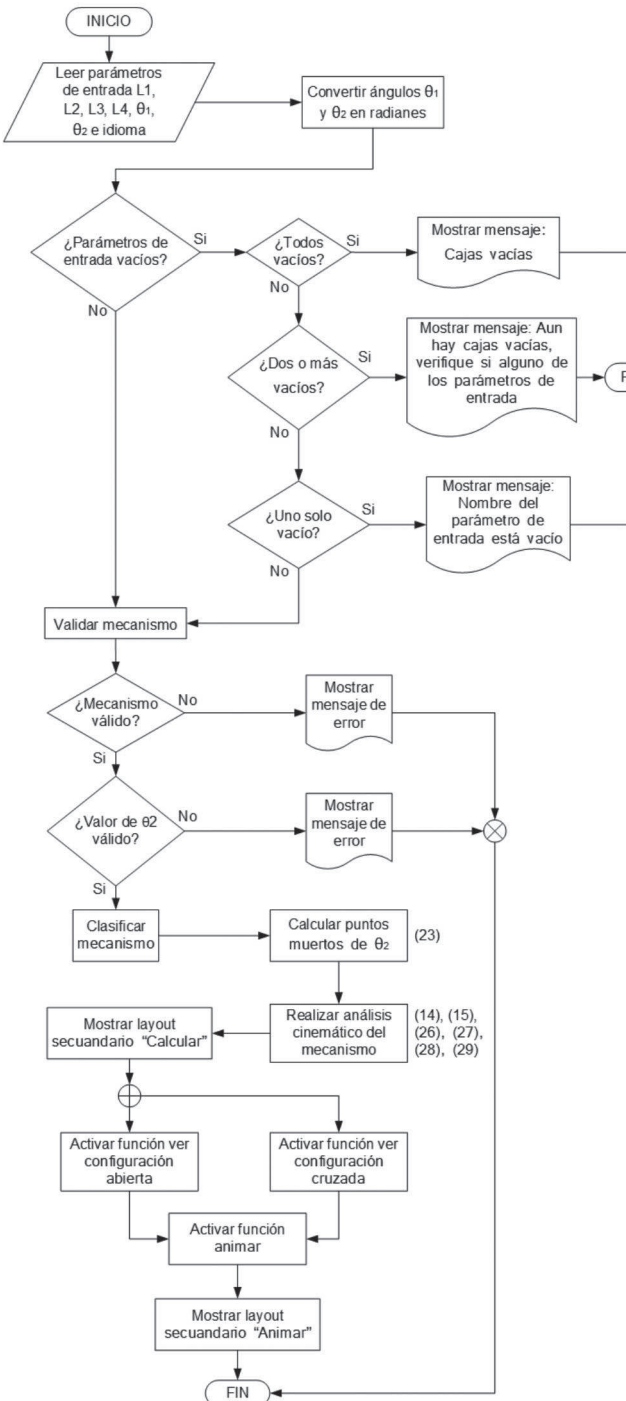 INICIO
Leer parámetros
de entrada L1,
L2, L3, L4, θ1,
θ2 e idioma
Convertir ángulos θ1
y θ2 en radianes
¿Parámetros de
entrada vacíos?
Si
No
¿Todos
vacíos?
Si
No
Mostrar mensaje:
Cajas vacías
¿Dos o más
vacíos?
Si
No
Mostrar mensaje: Aun
hay cajas vacías,
verifique si alguno de
los parámetros de
entrada
F
¿Uno solo
vacío?
Si
No
Mostrar mensaje:
Nombre del
parámetro de
entrada está vacío
Validar mecanismo
¿Mecanismo
válido?
No
Si
Mostrar
mensaje de
error
¿Valor de θ2
válido?
No
Si
Mostrar
mensaje de
error
Clasificar
mecanismo
Calcular puntos
muertos de θ2
(23)
Realizar análisis
cinemático del
mecanismo
(14), (15),
(26), (27),
(28), (29)
Mostrar layout
secuandario “Calcular”
Activar función ver
configuración
abierta
Activar función ver
configuración
cruzada
Activar función
animar
Mostrar layout
secuandario “Animar”
FIN